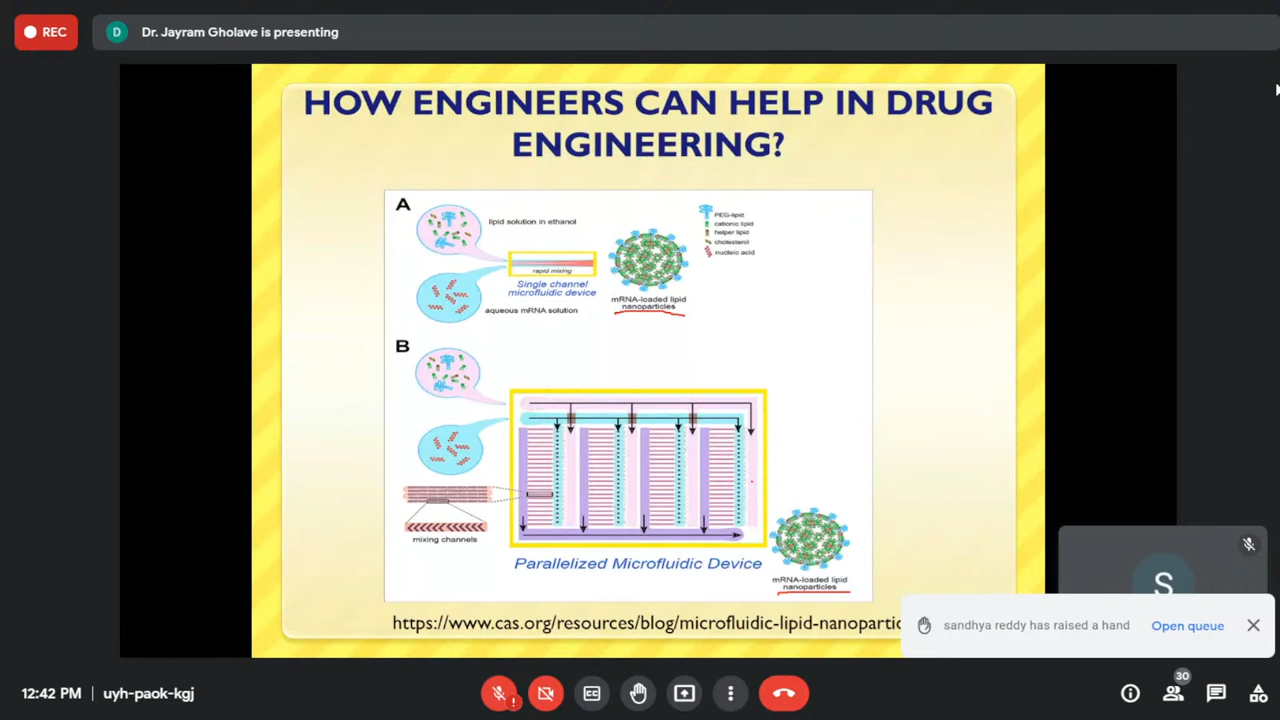 REC
D
Dr. Jayram Gholave is presenting
HOW ENGINEERS CAN HELP IN DRUG
ENGINEERING?
A
lipid solution in ethanol
rapid mixing
Single channel
microfluidic device
aqueous mRNA solution
mRNA-loaded lipid
nanoparticles
PEG-lipid
cationic lipid
helper lipid
cholesterol
nucleic acid
B
mixing channels
Parallelized Microfluidic Device
mRNA-loaded lipid
nanoparticles
https://www.cas.org/resources/blog/microfluidic-lipid-nanopartic
S
sandhya reddy has raised a hand
Open queue
12:42 PM | uyh-paok-kgj
CC
30